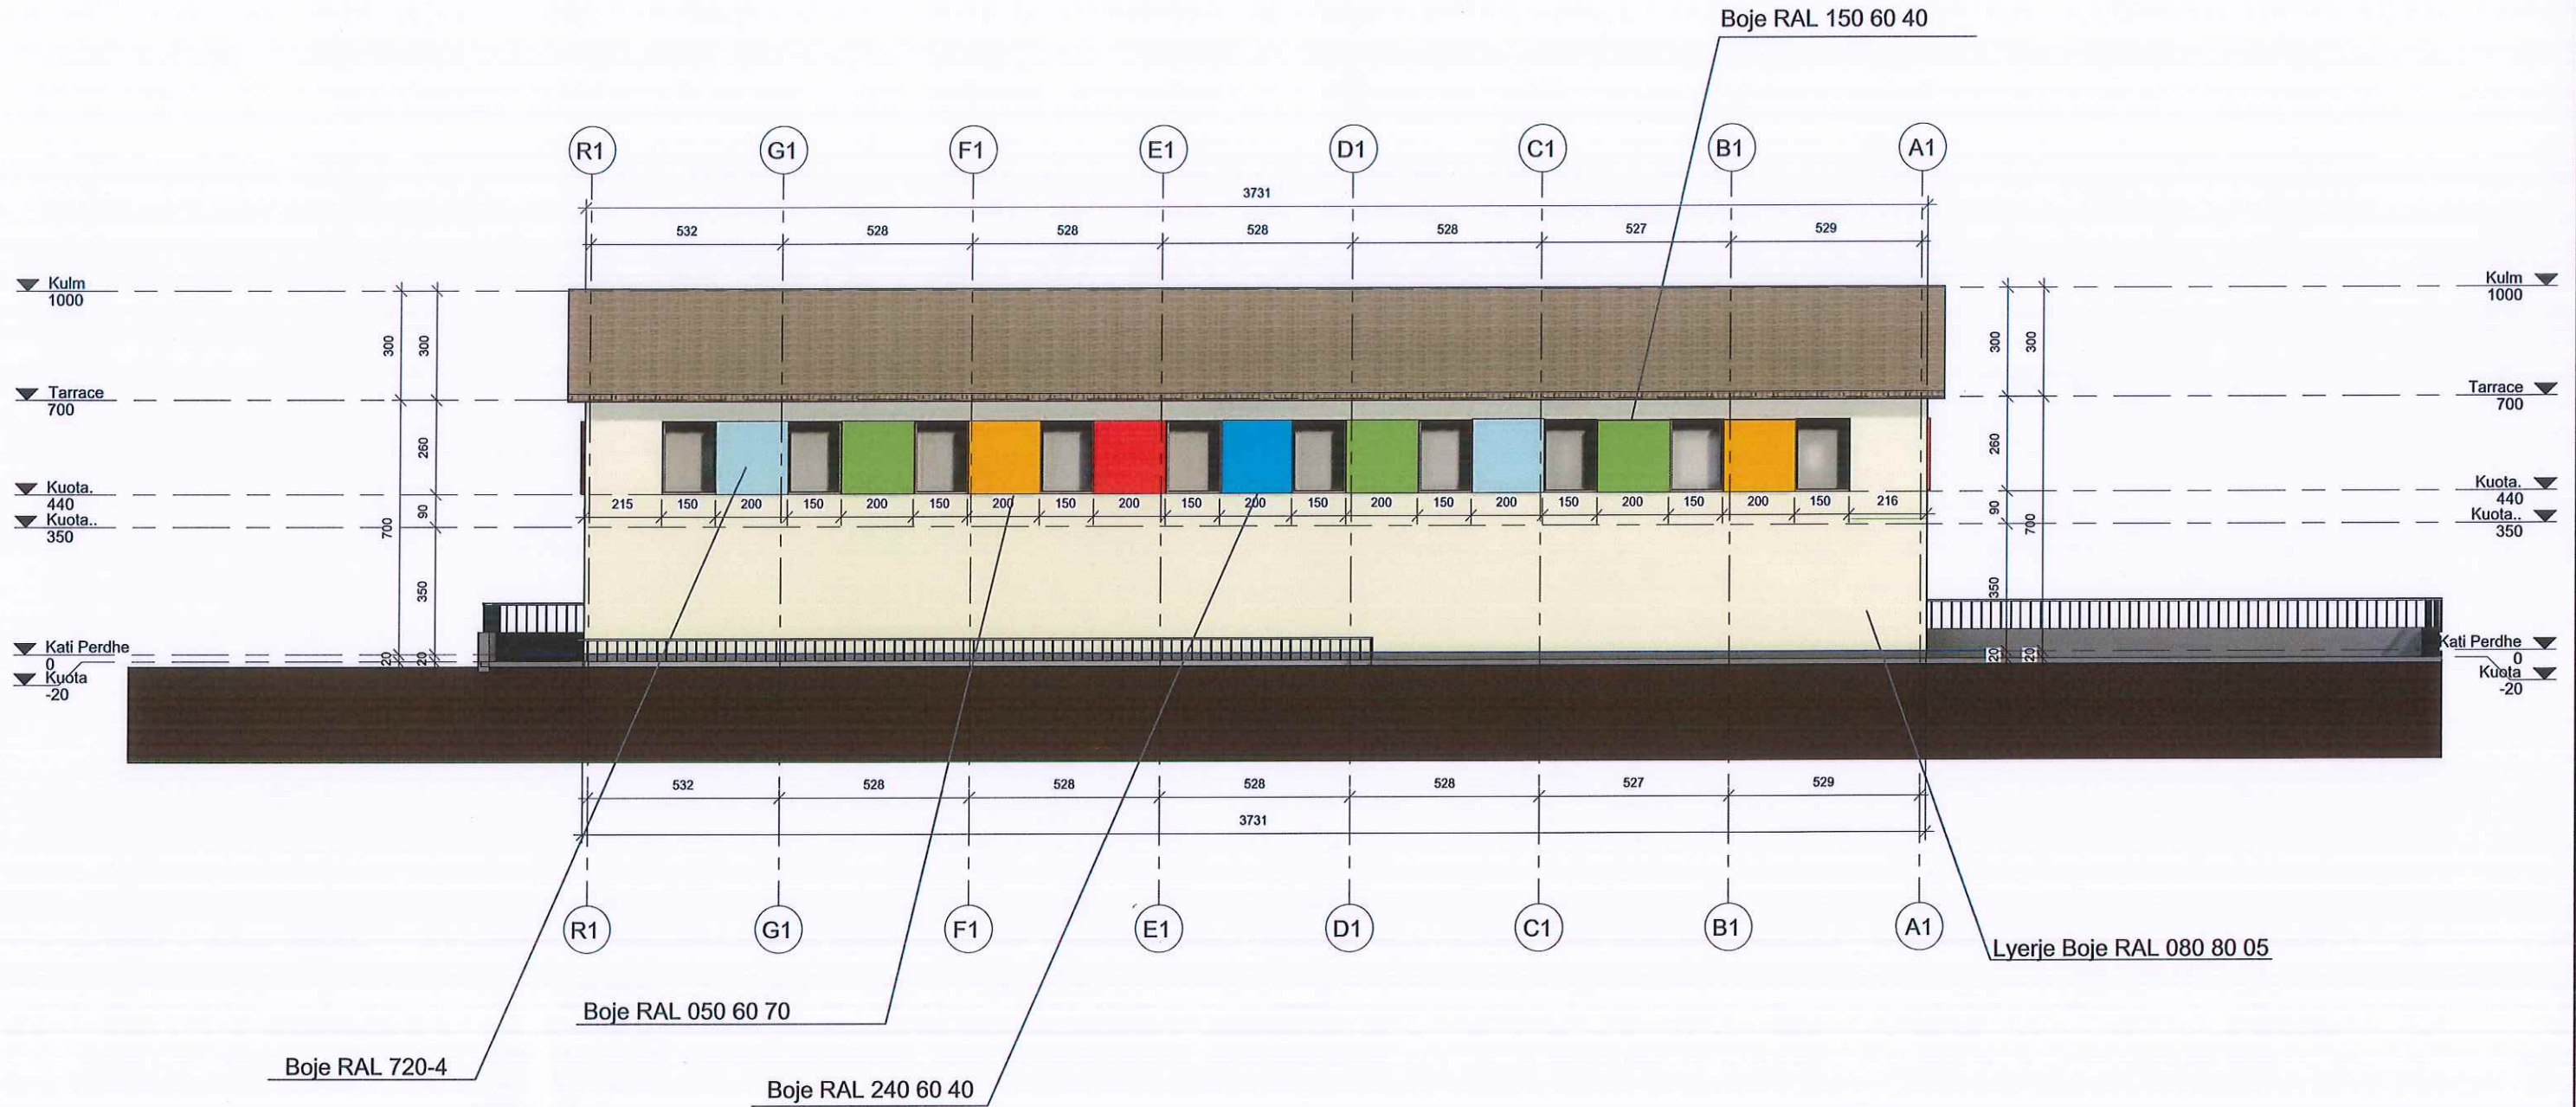 Boje RAL 150 60 40
R1 G1 F1 E1 D1 C1 B1 A1
3731
532 528 528 528 528 527 529
Kulm
1000
Kulm
1000
300 300
300 300
Tarrace
700
Tarrace
700
260
260
Kuota.
440
Kuota.
440
215 150 200 150 200 150 200 150 200 150 200 150 200 150 200 150 200 150 200 150 216
90
90
Kuota..
350
Kuota..
350
700
700
350
350
Kati Perdhe
0
Kati Perdhe
0
20 20
20 20
Kuota
-20
Kuota
-20
532 528 528 528 528 527 529
3731
R1 G1 F1 E1 D1 C1 B1 A1
Lyerje Boje RAL 080 80 05
Boje RAL 050 60 70
Boje RAL 720-4
Boje RAL 240 60 40